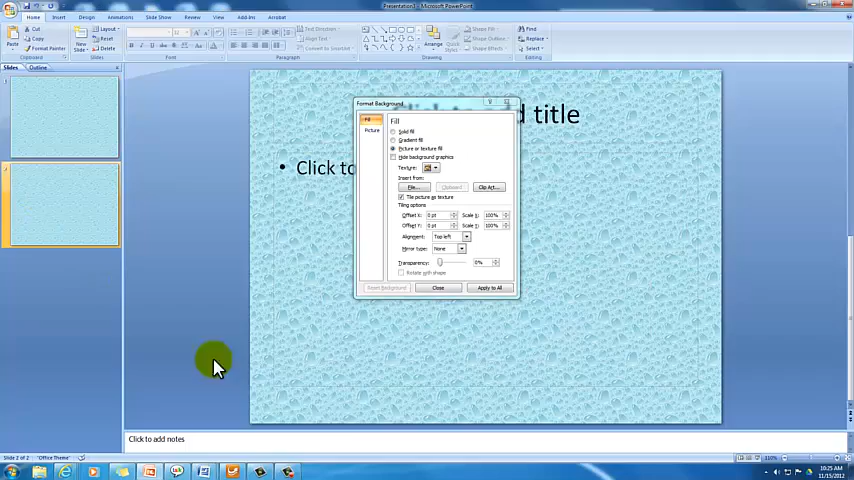 Presentation1 - Microsoft PowerPoint
Home Insert Design Animations Slide Show Review View Add-Ins Acrobat
Cut
Copy
Format Painter
Paste
Clipboard
New Slide
Layout
Reset
Delete
Slides
Font
Paragraph
Text Direction
Align Text
Convert to SmartArt
Arrange
Quick Styles
Shape Fill
Shape Outline
Shape Effects
Drawing
Find
Replace
Select
Editing
Slides Outline
Click to
d title
Format Background
Fill
Picture
Fill
Solid fill
Gradient fill
Picture or texture fill
Hide background graphics
Texture:
Insert from:
File... Clipboard Clip Art...
Tile picture as texture
Tiling options
Offset X: 0 pt Scale X: 100%
Offset Y: 0 pt Scale Y: 100%
Alignment: Top left
Mirror type: None
Transparency: 0%
Rotate with shape
Reset Background Close Apply to All
Click to add notes
Slide 2 of 2 "Office Theme" 110%
10:25 AM
11/15/2012